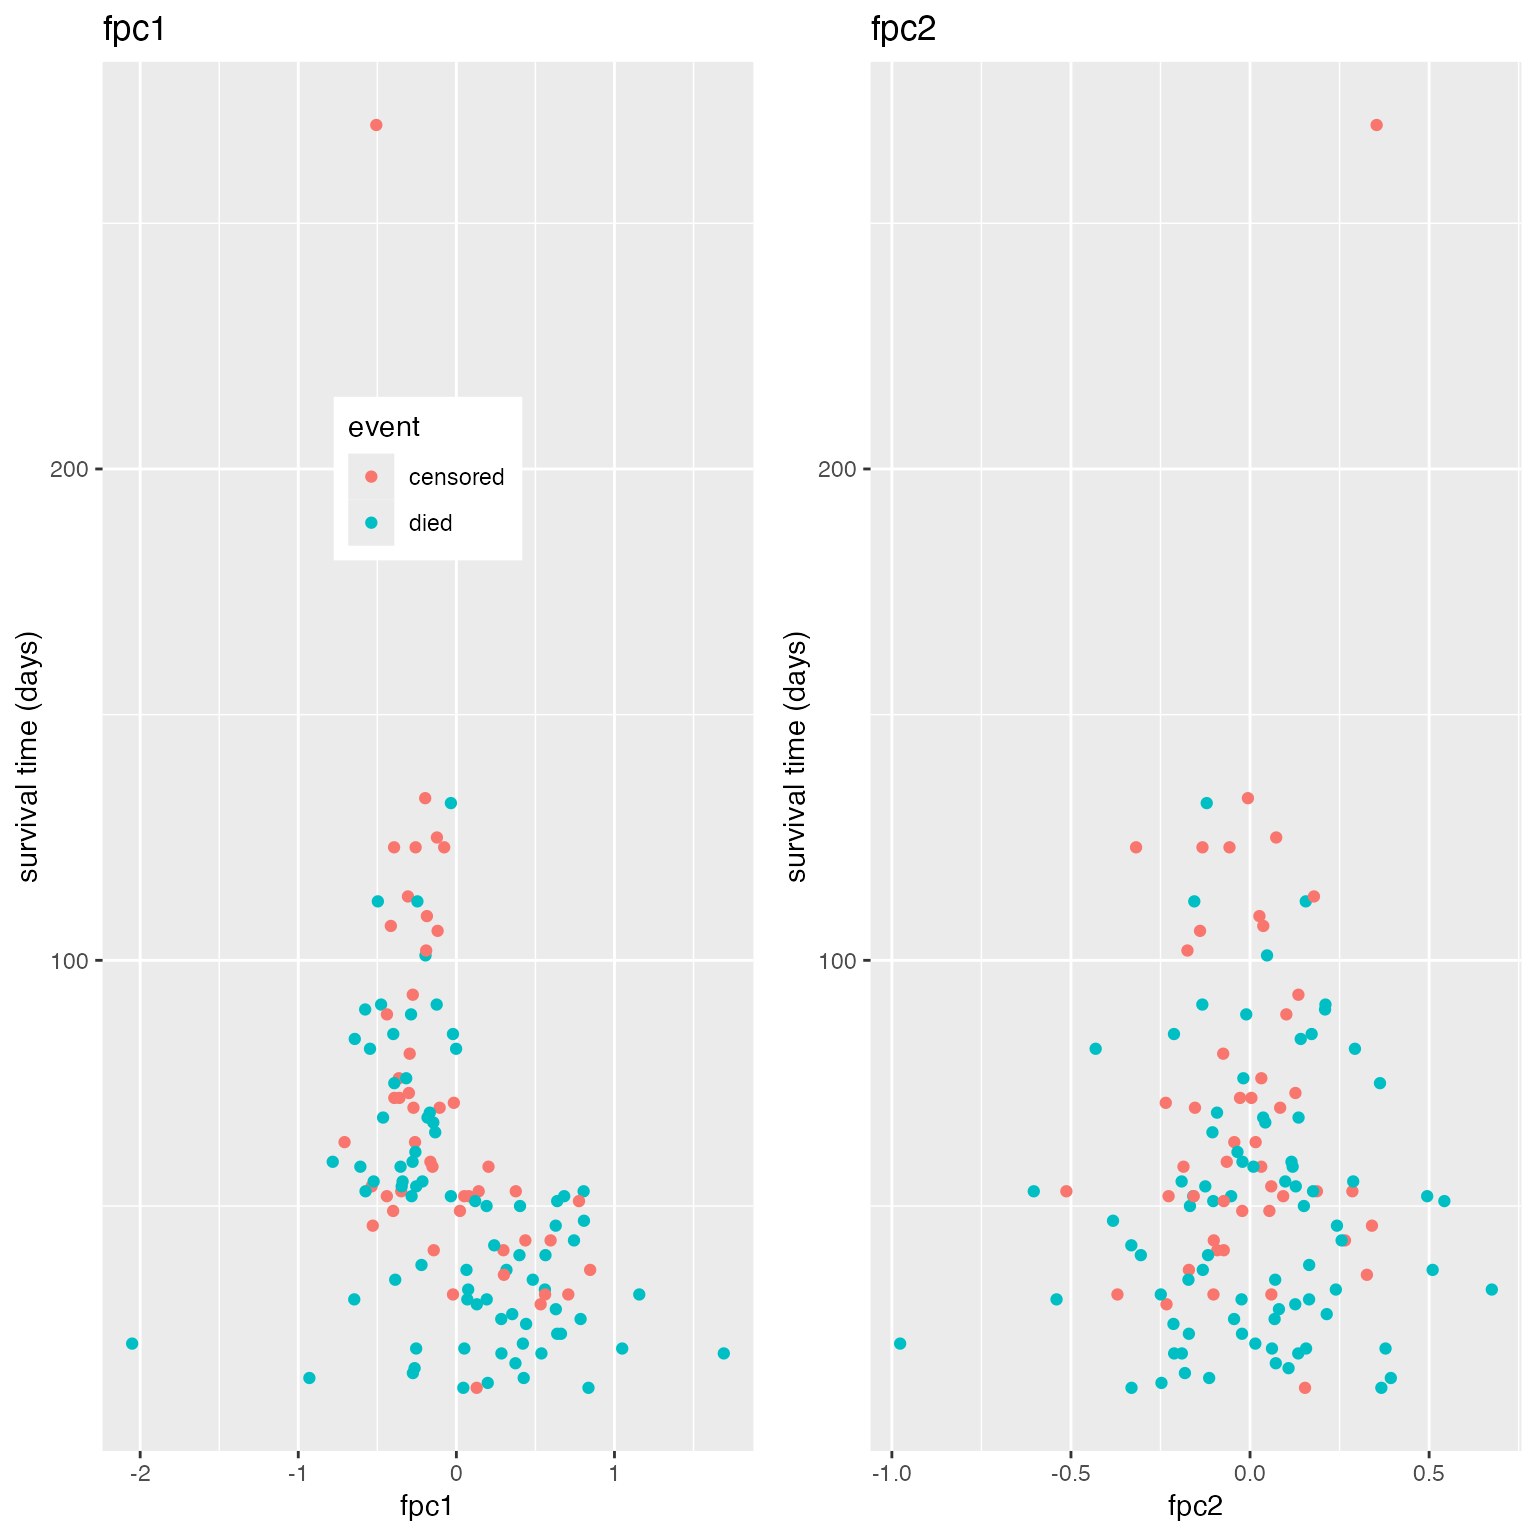 fpc1
survival time (days)
200
100
event
censored
died
-2
-1
0
1
fpc1
fpc2
survival time (days)
200
100
-1.0
-0.5
0.0
0.5
fpc2